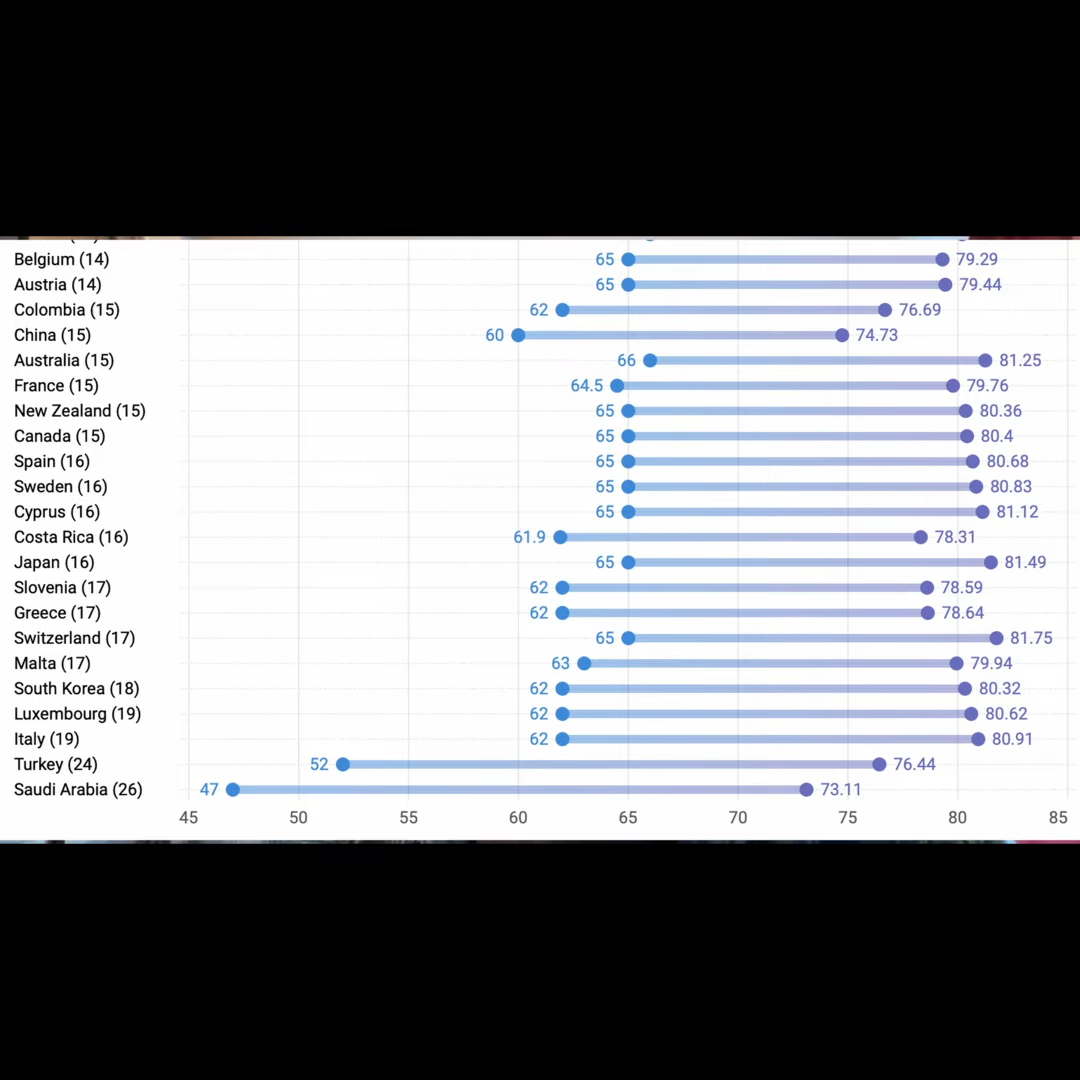 Belgium (14) 65 79.29
Austria (14) 65 79.44
Colombia (15) 62 76.69
China (15) 60 74.73
Australia (15) 66 81.25
France (15) 64.5 79.76
New Zealand (15) 65 80.36
Canada (15) 65 80.4
Spain (16) 65 80.68
Sweden (16) 65 80.83
Cyprus (16) 65 81.12
Costa Rica (16) 61.9 78.31
Japan (16) 65 81.49
Slovenia (17) 62 78.59
Greece (17) 62 78.64
Switzerland (17) 65 81.75
Malta (17) 63 79.94
South Korea (18) 62 80.32
Luxembourg (19) 62 80.62
Italy (19) 62 80.91
Turkey (24) 52 76.44
Saudi Arabia (26) 47 73.11
45 50 55 60 65 70 75 80 85